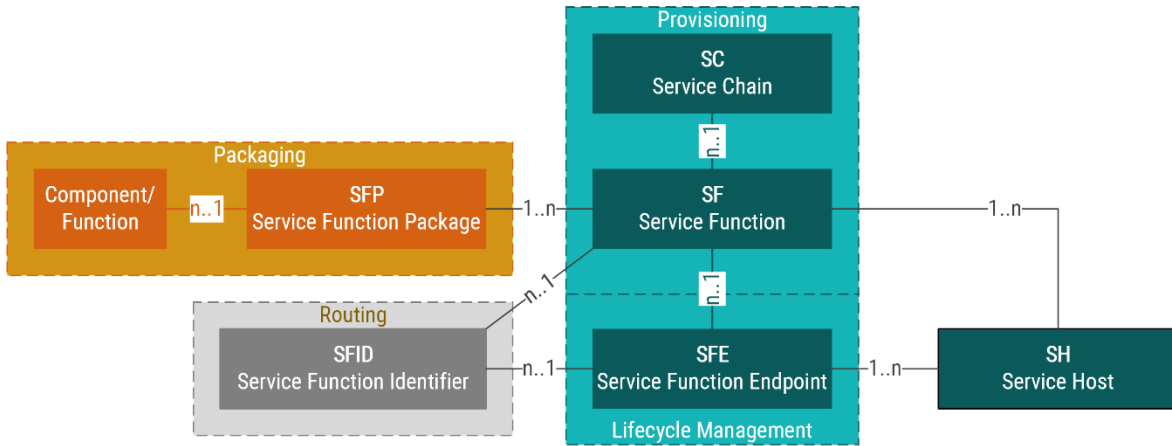 Provisioning
SC
Service Chain
n..1
Packaging
Component/
Function
n..1
SFP
Service Function Package
1..n
SF
Service Function
1..n
n..1
n..1
Routing
SFID
Service Function Identifier
n..1
SFE
Service Function Endpoint
1..n
SH
Service Host
Lifecycle Management